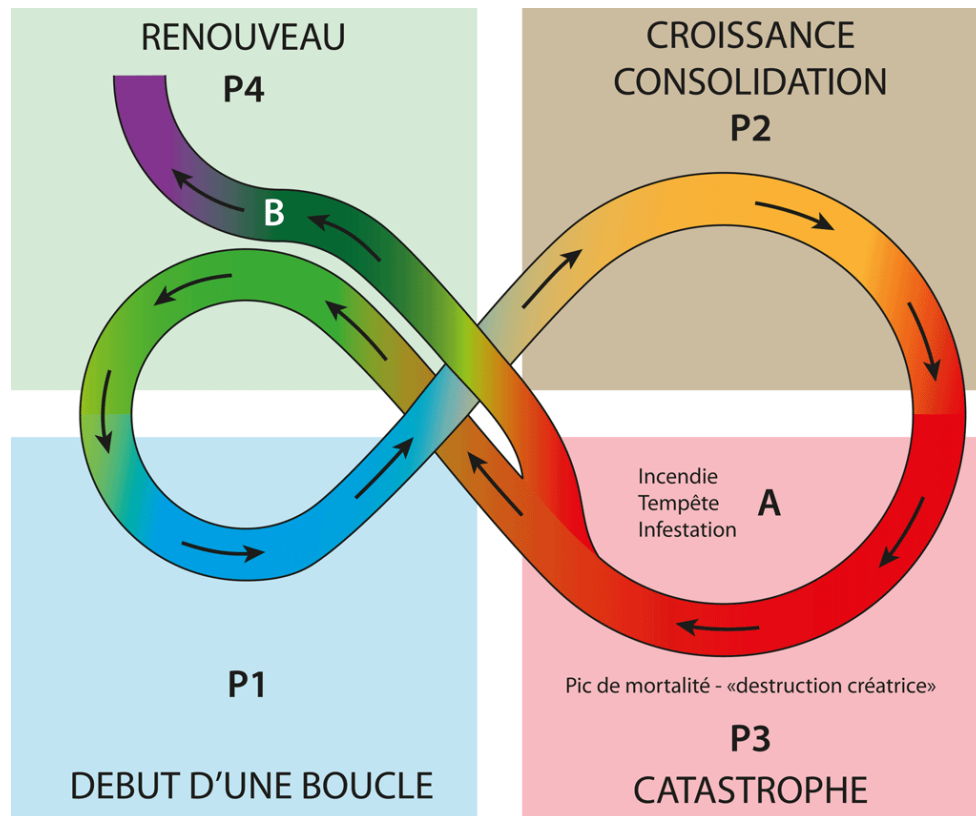 RENOUVEAU
P4
CROISSANCE
CONSOLIDATION
P2
B
Incendie
Tempête
Infestation
A
P1
DEBUT D'UNE BOUCLE
Pic de mortalité - «destruction créatrice»
P3
CATASTROPHE